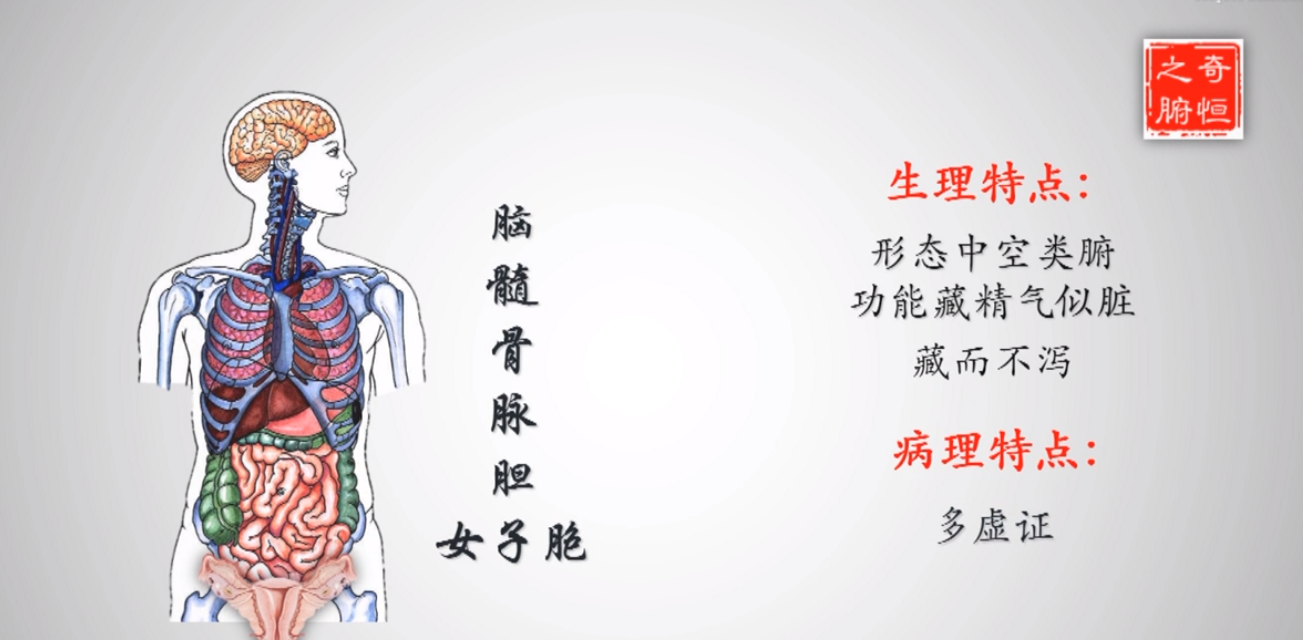 奇恒
之腑
脑
髓
骨
脉
胆
女子胞
生理特点:
形态中空类腑
功能藏精气似脏
藏而不泻
病理特点:
多虚证